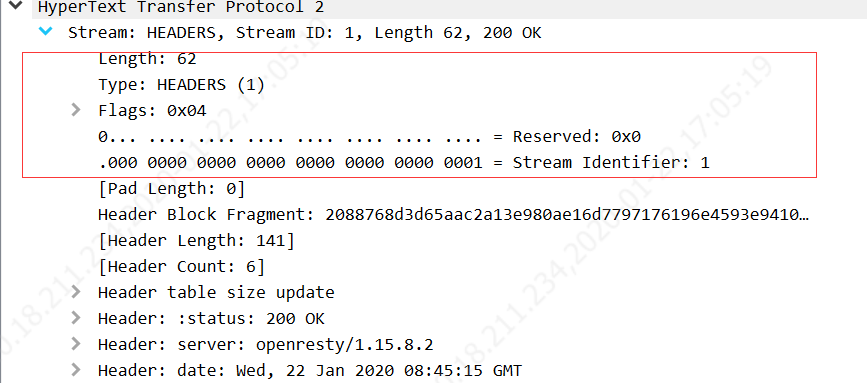 HyperText Transfer Protocol 2
Stream: HEADERS, Stream ID: 1, Length 62, 200 OK
Length: 62
Type: HEADERS (1)
Flags: 0x04
0... .... .... .... .... .... .... .... = Reserved: 0x0
.000 0000 0000 0000 0000 0000 0000 0001 = Stream Identifier: 1
[Pad Length: 0]
Header Block Fragment: 2088768d3d65aac2a13e980ae16d7797176196e4593e9410…
[Header Length: 141]
[Header Count: 6]
Header table size update
Header: :status: 200 OK
Header: server: openresty/1.15.8.2
Header: date: Wed, 22 Jan 2020 08:45:15 GMT